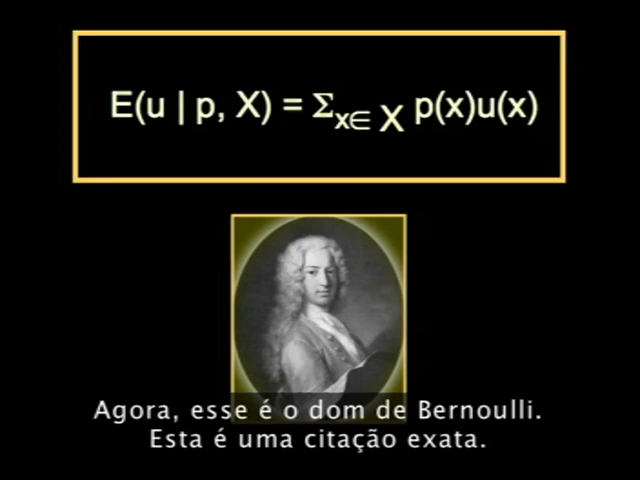 E(u | p, X) = Σx∈ X p(x)u(x)
Agora, esse é o dom de Bernoulli.
Esta é uma citação exata.